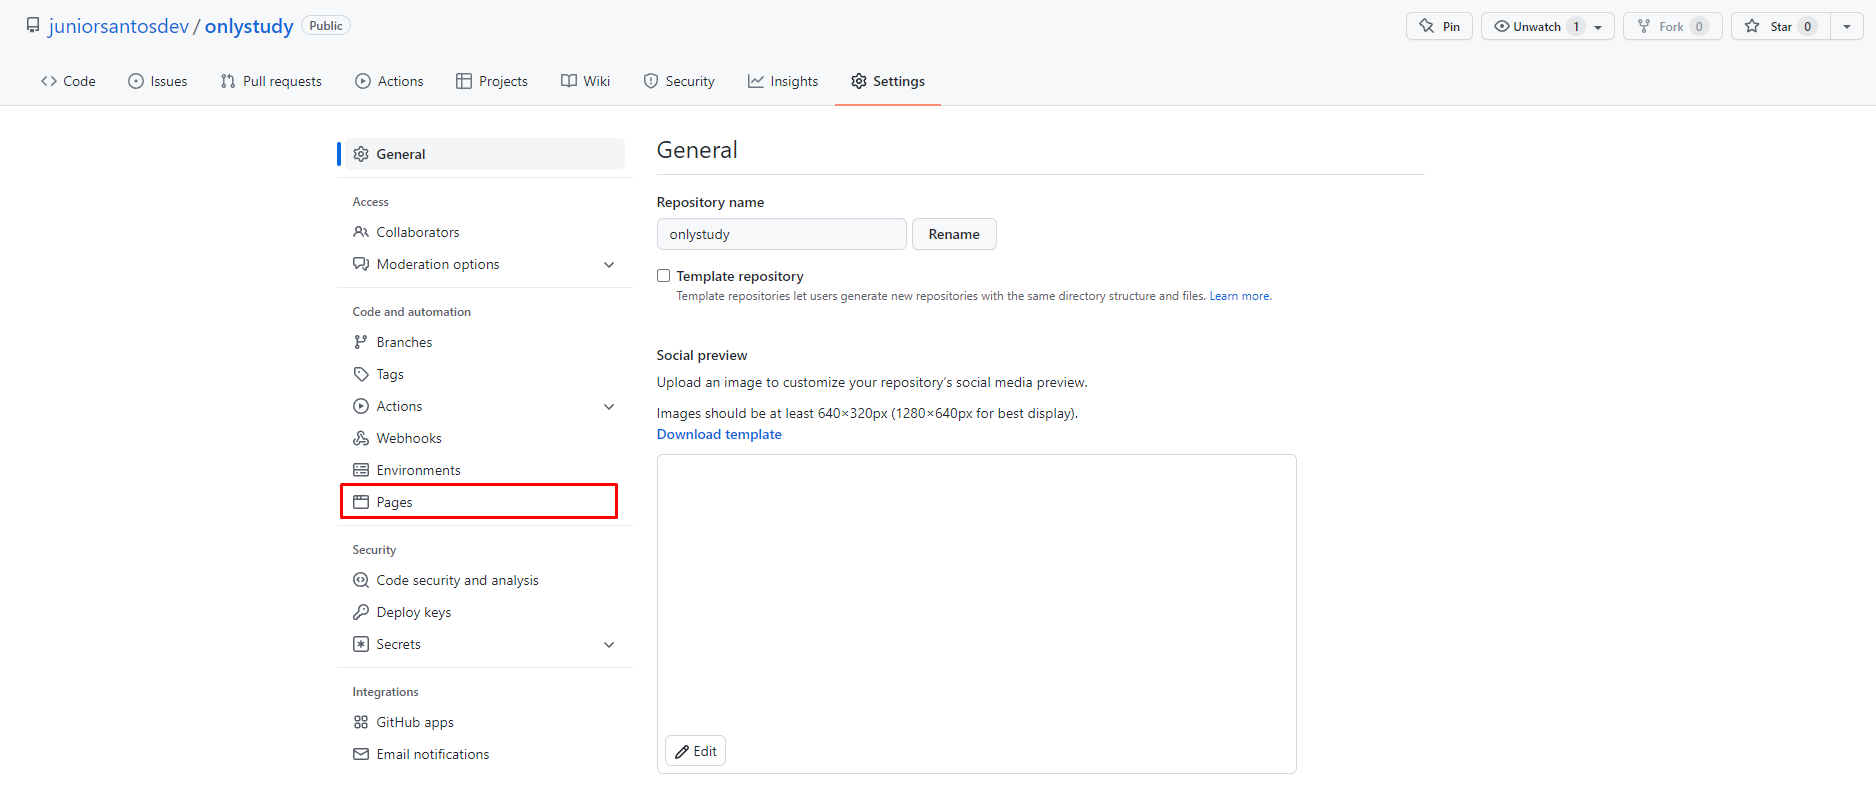 juniorsantosdev / onlystudy Public
Pin Unwatch 1 Fork 0 Star 0
Code Issues Pull requests Actions Projects Wiki Security Insights Settings
General
Access
Collaborators
Moderation options
Code and automation
Branches
Tags
Actions
Webhooks
Environments
Pages
Security
Code security and analysis
Deploy keys
Secrets
Integrations
GitHub apps
Email notifications
General
Repository name
onlystudy Rename
Template repository
Template repositories let users generate new repositories with the same directory structure and files. Learn more.
Social preview
Upload an image to customize your repository’s social media preview.
Images should be at least 640×320px (1280×640px for best display).
Download template
Edit